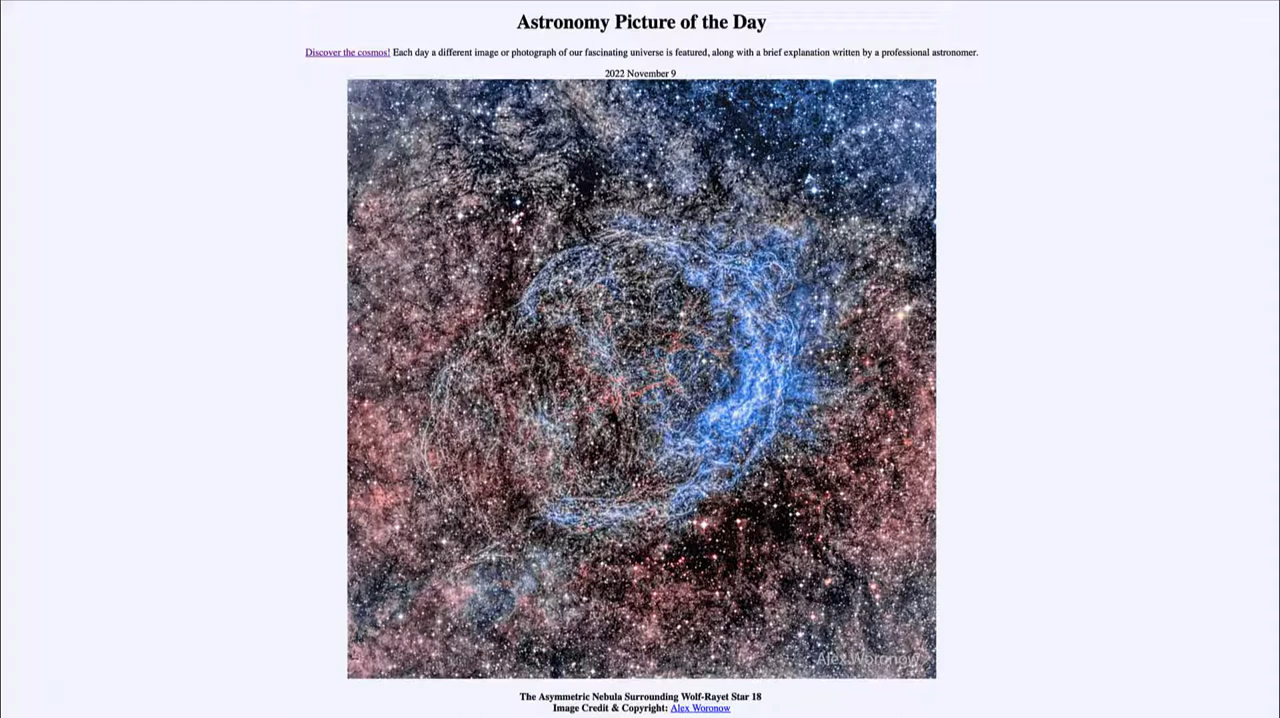 Astronomy Picture of the Day
Discover the cosmos! Each day a different image or photograph of our fascinating universe is featured, along with a brief explanation written by a professional astronomer.
2022 November 9
Alex Woronow
The Asymmetric Nebula Surrounding Wolf-Rayet Star 18
Image Credit & Copyright: Alex Woronow